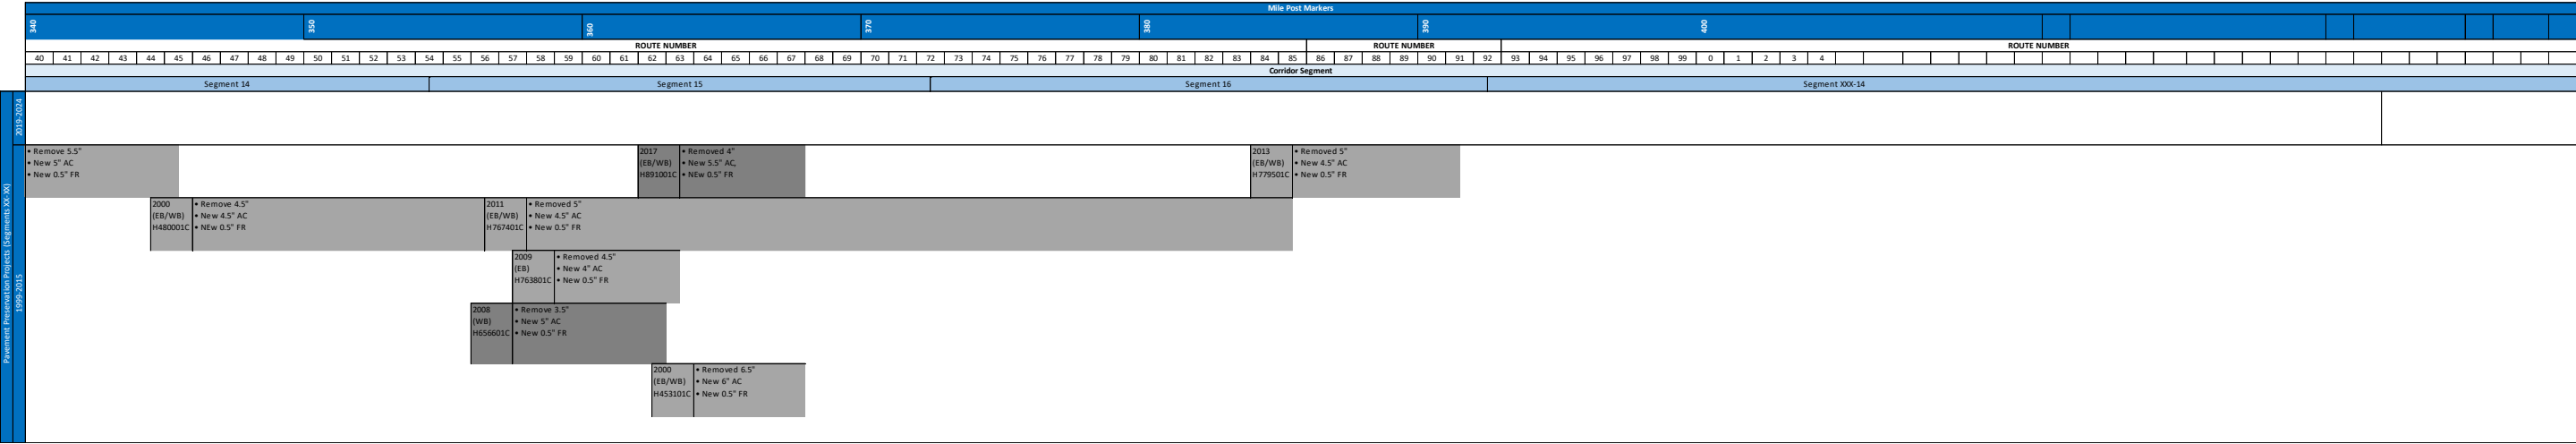 Mile Post Markers
340 350 360 370 380 390 400
ROUTE NUMBER ROUTE NUMBER ROUTE NUMBER
40 41 42 43 44 45 46 47 48 49 50 51 52 53 54 55 56 57 58 59 60 61 62 63 64 65 66 67 68 69 70 71 72 73 74 75 76 77 78 79 80 81 82 83 84 85 86 87 88 89 90 91 92 93 94 95 96 97 98 99 0 1 2 3 4
Corridor Segment
Segment 14 Segment 15 Segment 16 Segment XXX-14
Pavement Preservation Projects (Segments XX-XX)
2019-2024
1999-2015
• Remove 5.5"
• New 5" AC
• New 0.5" FR
2017
(EB/WB)
H891001C
• Removed 4"
• New 5.5" AC,
• NEw 0.5" FR
2013
(EB/WB)
H779501C
• Removed 5"
• New 4.5" AC
• New 0.5" FR
2000
(EB/WB)
H480001C
• Remove 4.5"
• New 4.5" AC
• NEw 0.5" FR
2011
(EB/WB)
H767401C
• Removed 5"
• New 4.5" AC
• New 0.5" FR
2009
(EB)
H763801C
• Removed 4.5"
• New 4" AC
• New 0.5" FR
2008
(WB)
H656601C
• Remove 3.5"
• New 5" AC
• New 0.5" FR
2000
(EB/WB)
H453101C
• Removed 6.5"
• New 6" AC
• New 0.5" FR